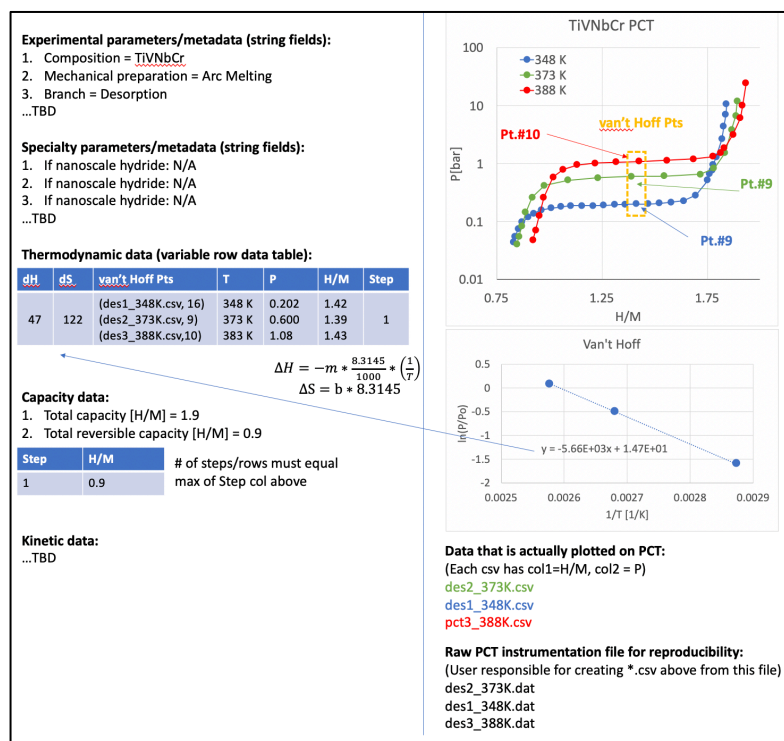 Experimental parameters/metadata (string fields):
1. Composition = TiVNbCr
2. Mechanical preparation = Arc Melting
3. Branch = Desorption
...TBD
Specialty parameters/metadata (string fields):
1. If nanoscale hydride: N/A
2. If nanoscale hydride: N/A
3. If nanoscale hydride: N/A
...TBD
Thermodynamic data (variable row data table):
dH dS van't Hoff Pts T P H/M Step
(des1_348K.csv, 16) 348 K 0.202 1.42
47 122 (des2_373K.csv, 9) 373 K 0.600 1.39 1
(des3_388K.csv,10) 383 K 1.08 1.43
ΔH = −m * 8.3145/1000 * (1/T)
ΔS = b * 8.3145
Capacity data:
1. Total capacity [H/M] = 1.9
2. Total reversible capacity [H/M] = 0.9
Step H/M
1 0.9
# of steps/rows must equal
max of Step col above
Kinetic data:
...TBD
TiVNbCr PCT
100
10
1
0.1
0.01
P[bar]
348 K
373 K
388 K
van't Hoff Pts
Pt.#10
Pt.#9
Pt.#9
0.75 1.25 1.75
H/M
Van't Hoff
0.5
0
-0.5
-1
-1.5
-2
ln(P/Po)
y = -5.66E+03x + 1.47E+01
0.0025 0.0026 0.0027 0.0028 0.0029
1/T [1/K]
Data that is actually plotted on PCT:
(Each csv has col1=H/M, col2 = P)
des2_373K.csv
des1_348K.csv
pct3_388K.csv
Raw PCT instrumentation file for reproducibility:
(User responsible for creating *.csv above from this file)
des2_373K.dat
des1_348K.dat
des3_388K.dat